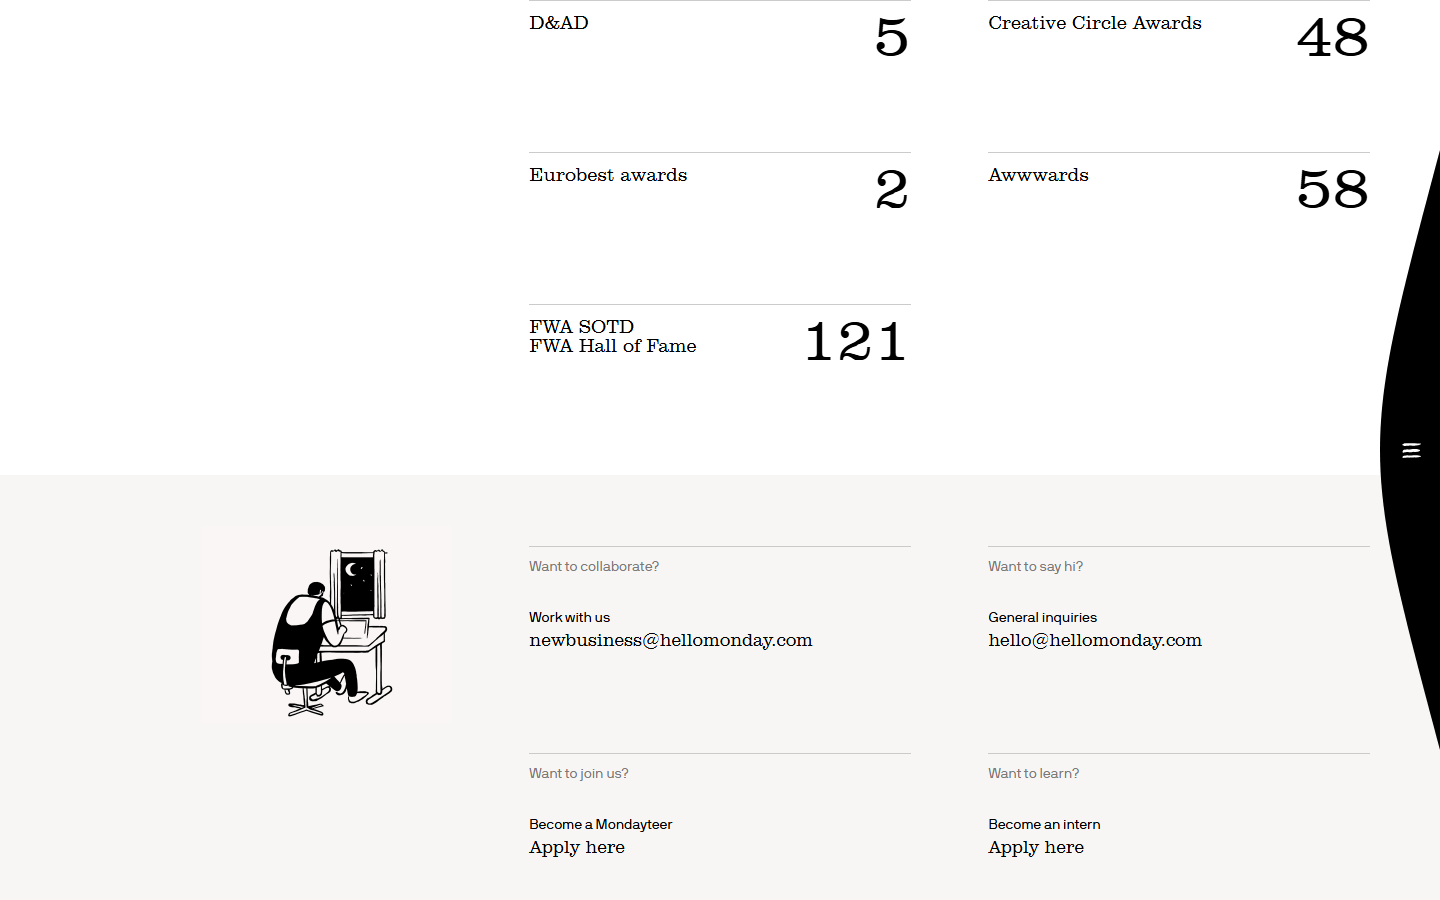 D&AD
5
Creative Circle Awards
48
Eurobest awards
2
Awwwards
58
FWA SOTD
FWA Hall of Fame
121
Want to collaborate?
Work with us
newbusiness@hellomonday.com
Want to say hi?
General inquiries
hello@hellomonday.com
Want to join us?
Become a Mondayteer
Apply here
Want to learn?
Become an intern
Apply here